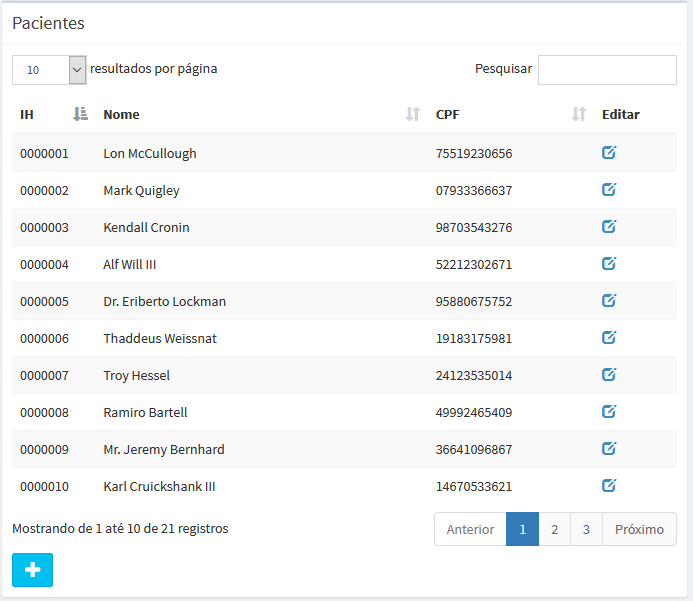 Pacientes
10 resultados por página Pesquisar
IH Nome CPF Editar
0000001 Lon McCullough 75519230656
0000002 Mark Quigley 07933366637
0000003 Kendall Cronin 98703543276
0000004 Alf Will III 52212302671
0000005 Dr. Eriberto Lockman 95880675752
0000006 Thaddeus Weissnat 19183175981
0000007 Troy Hessel 24123535014
0000008 Ramiro Bartell 49992465409
0000009 Mr. Jeremy Bernhard 36641096867
0000010 Karl Cruickshank III 14670533621
Mostrando de 1 até 10 de 21 registros Anterior 1 2 3 Próximo